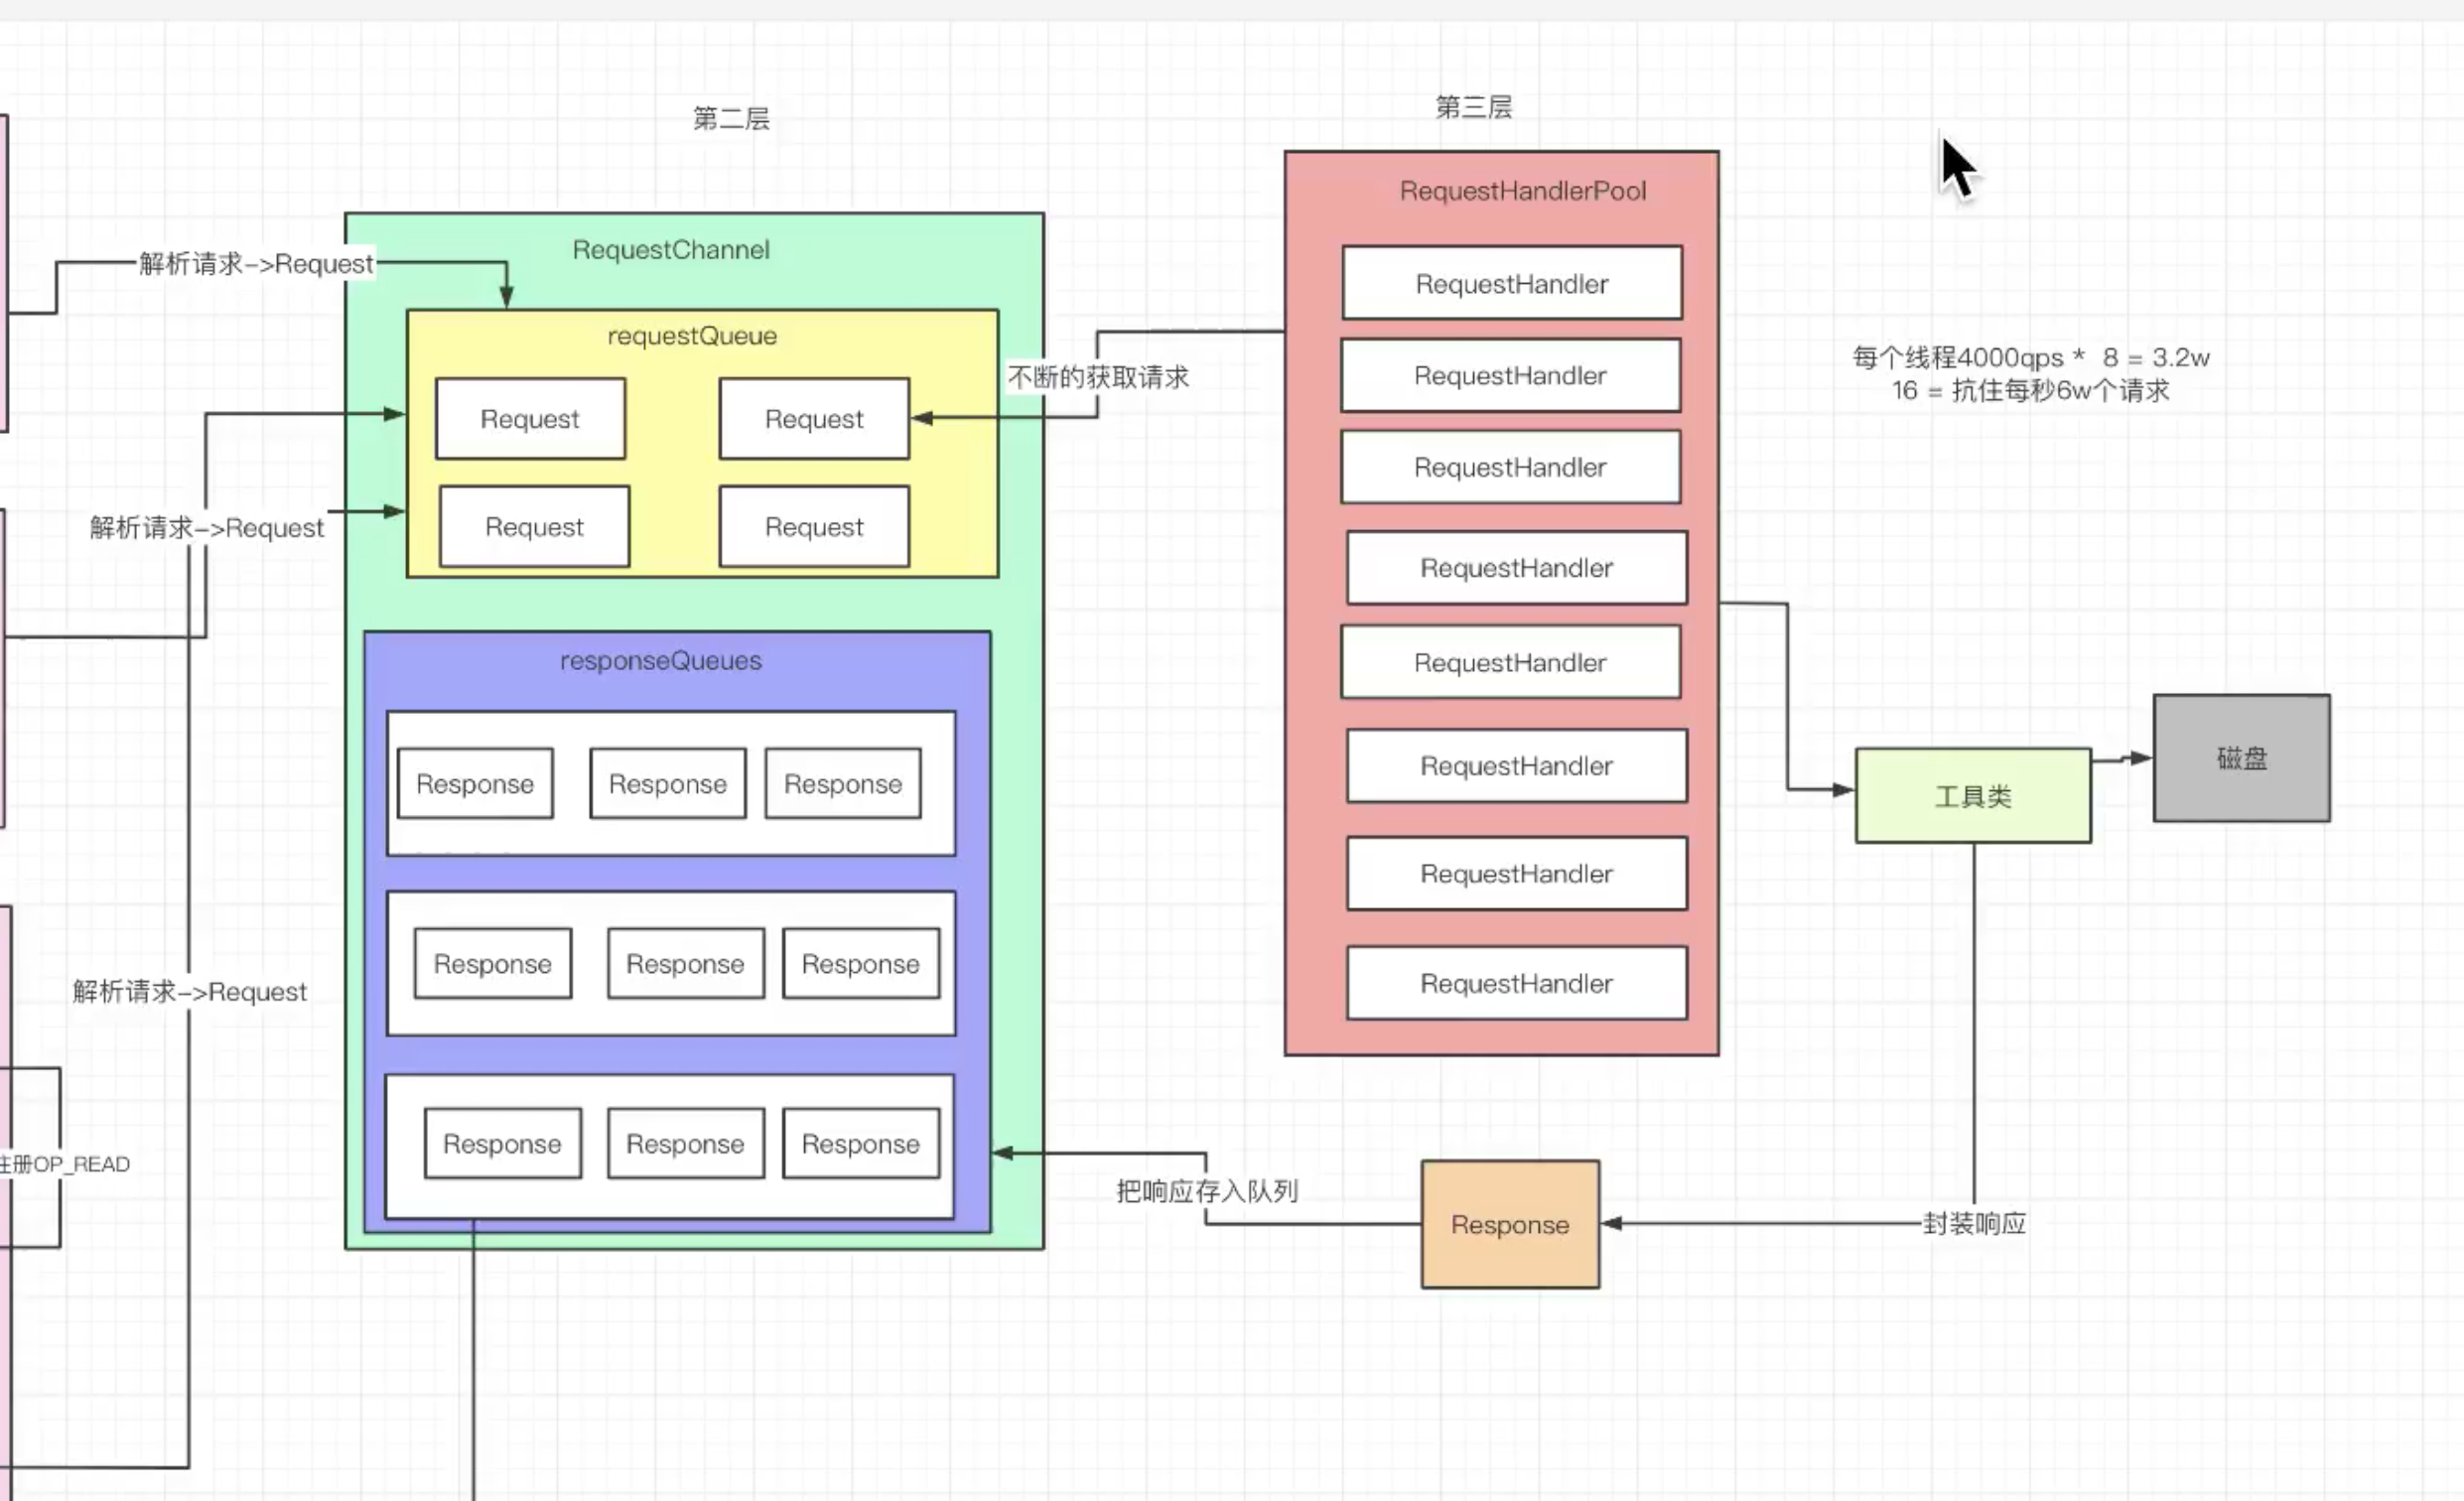 第二层
第三层
解析请求->Request
RequestChannel
requestQueue
Request
Request
Request
Request
不断的获取请求
解析请求->Request
responseQueues
Response
Response
Response
Response
Response
Response
Response
Response
Response
解析请求->Request
注册OP_READ
RequestHandlerPool
RequestHandler
RequestHandler
RequestHandler
RequestHandler
RequestHandler
RequestHandler
RequestHandler
RequestHandler
每个线程4000qps * 8 = 3.2w
16 = 抗住每秒6w个请求
工具类
磁盘
把响应存入队列
Response
封装响应